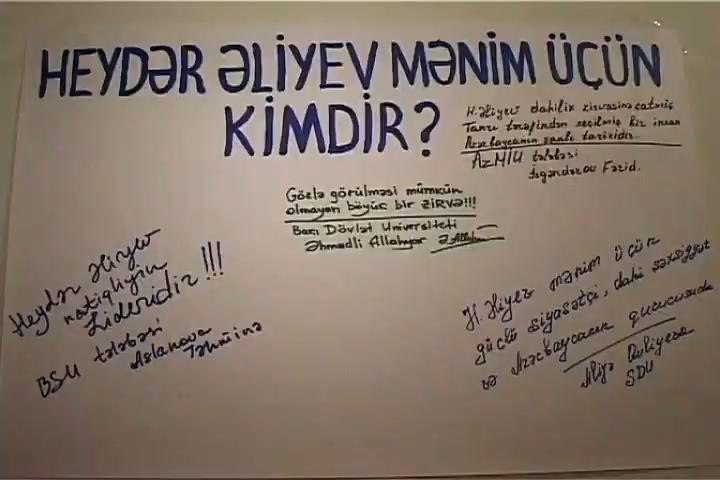 HEYDƏR ƏLİYEV MƏNİM ÜÇÜN
KİMDİR?
H.Əliyev dahilik zirvəsinə çatmış
Tanrı tərəfindən seçilmiş bir insan
Azərbaycanın şanlı tarixidir.
AzMİU tələbəsi
İsgəndərov Fərid.
Gözlə görülməsi mümkün
olmayan böyük bir ZİRVƏ!!!
Bakı Dövlət Universiteti
Əhmədli Allahyar
Heydər Əliyev
natiqliyin
Lideridir!!!
BSU tələbəsi
Aslanova
Təhminə
H. Əliyev mənim üçün
güclü siyasətçi, dahi şəxsiyyət
və Azərbaycanın qurucusudu
Aliyə Quliyeva
SDU